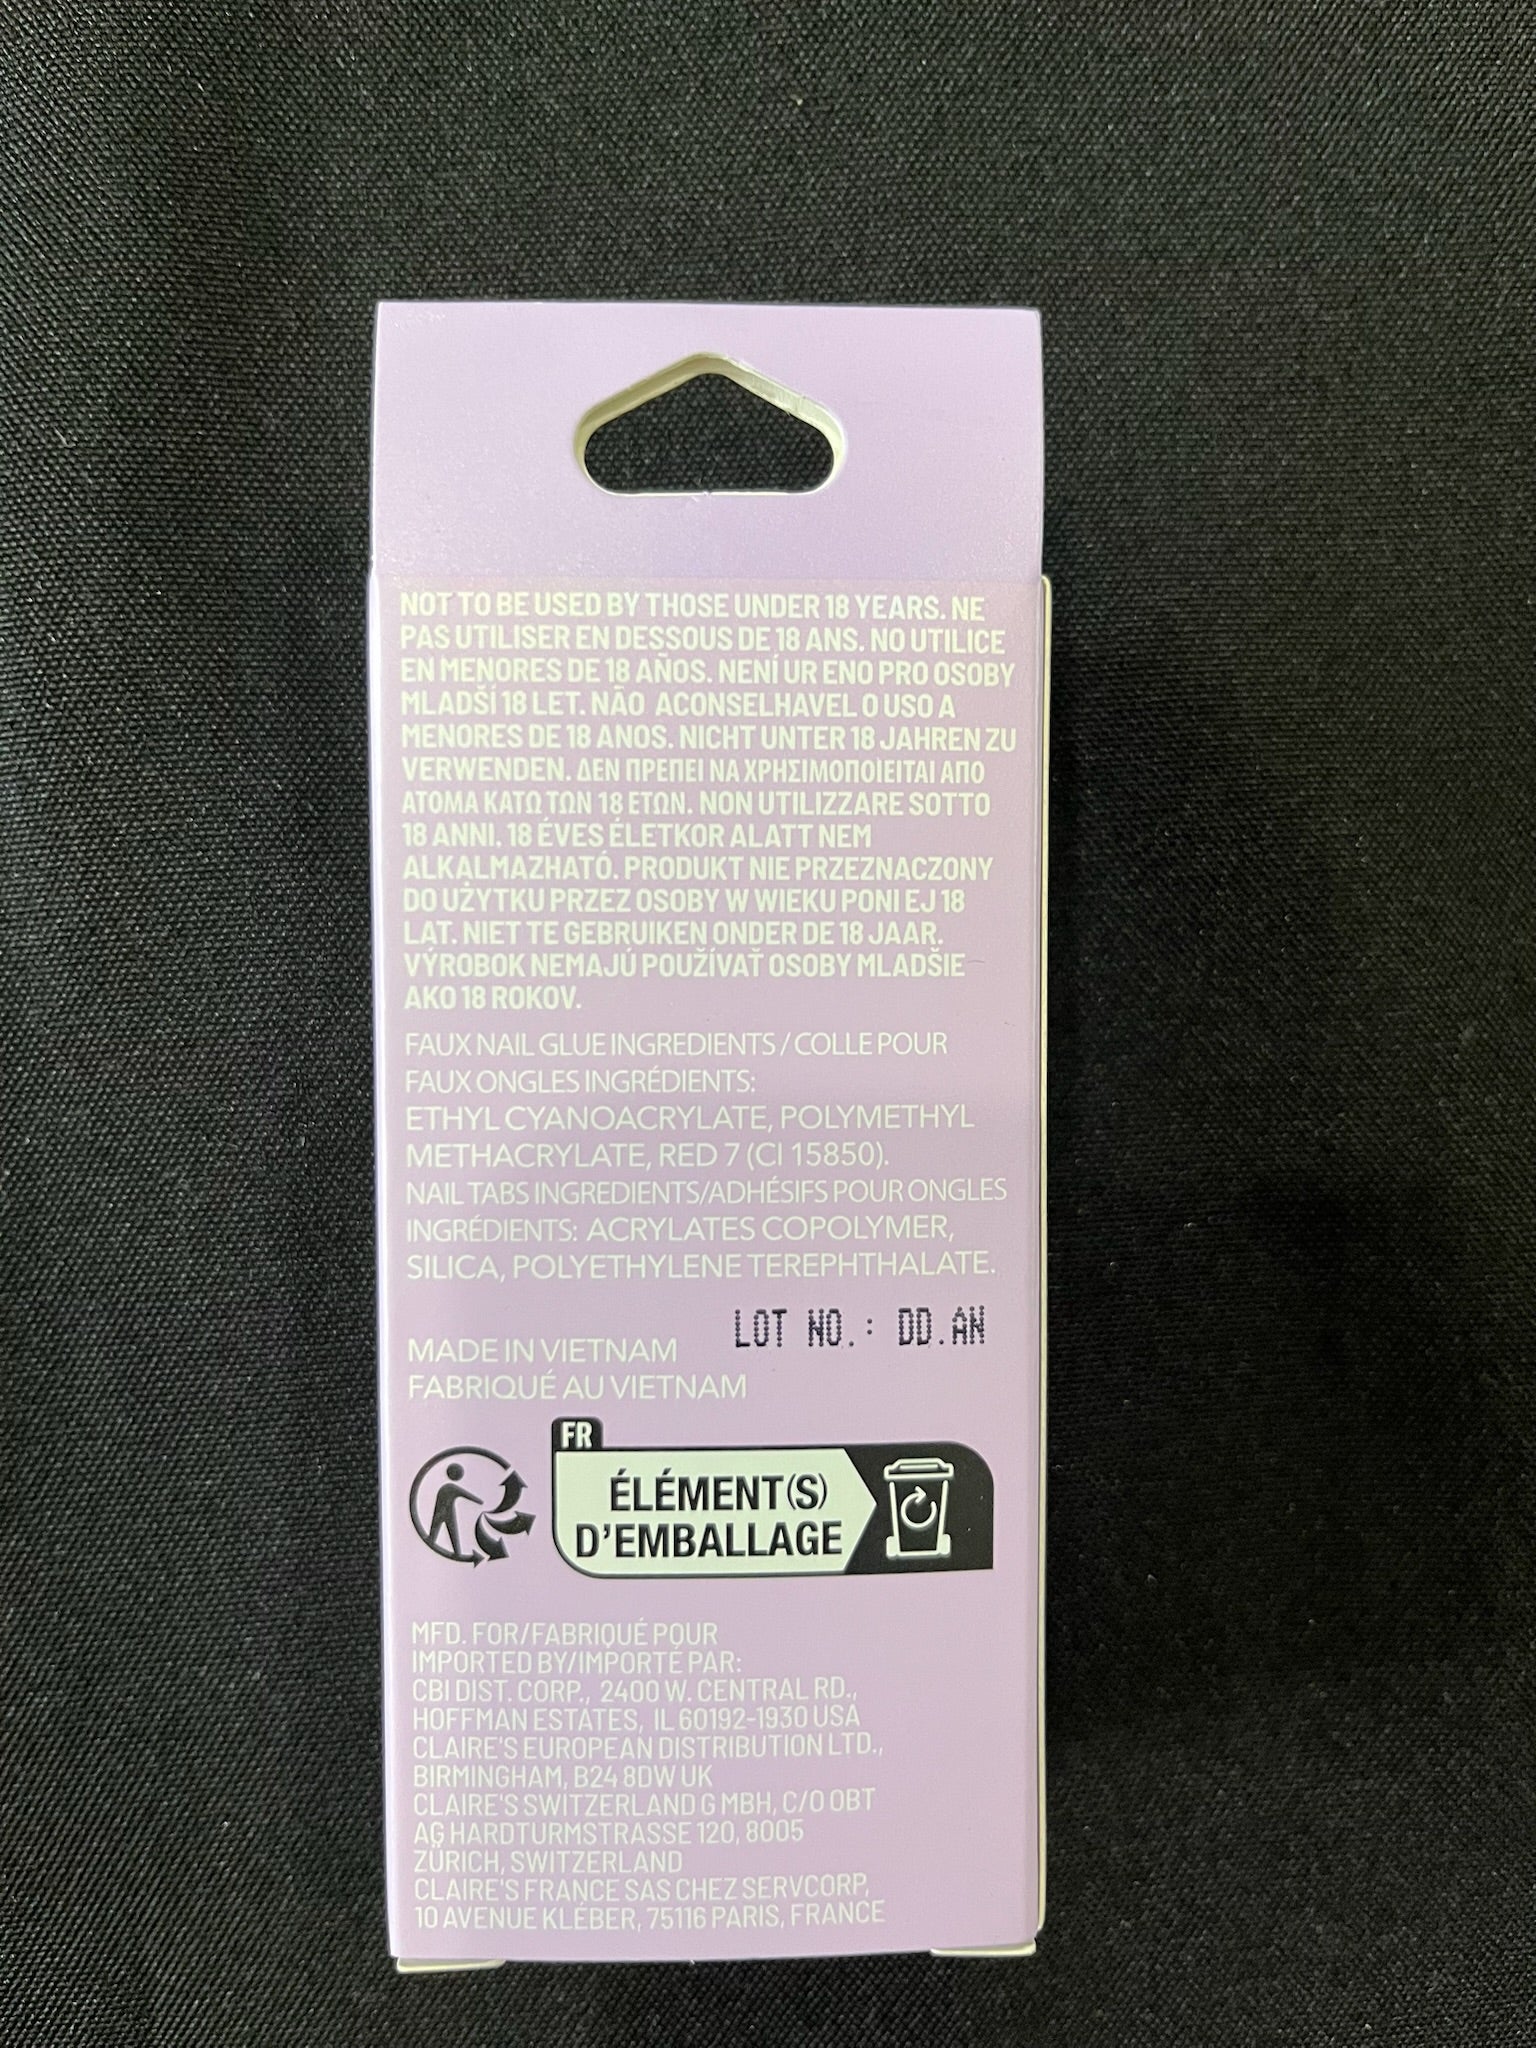 NOT TO BE USED BY THOSE UNDER 18 YEARS. NE
PAS UTILISER EN DESSOUS DE 18 ANS. NO UTILICE
EN MENORES DE 18 AÑOS. NENÍ UR ENO PRO OSOBY
MLADŠÍ 18 LET. NÃO ACONSELHAVEL O USO A
MENORES DE 18 ANOS. NICHT UNTER 18 JAHREN ZU
VERWENDEN. ΔΕΝ ΠΡΕΠΕΙ ΝΑ ΧΡΗΣΙΜΟΠΟΙΕΙΤΑΙ ΑΠΟ
ΑΤΟΜΑ ΚΑΤΩ ΤΩΝ 18 ΕΤΩΝ. NON UTILIZZARE SOTTO
18 ANNI. 18 ÉVES ÉLETKOR ALATT NEM
ALKALMAZHATÓ. PRODUKT NIE PRZEZNACZONY
DO UŻYTKU PRZEZ OSOBY W WIEKU PONI EJ 18
LAT. NIET TE GEBRUIKEN ONDER DE 18 JAAR.
VÝROBOK NEMAJÚ POUŽÍVAŤ OSOBY MLADŠIE
AKO 18 ROKOV.
FAUX NAIL GLUE INGREDIENTS / COLLE POUR
FAUX ONGLES INGRÉDIENTS:
ETHYL CYANOACRYLATE, POLYMETHYL
METHACRYLATE, RED 7 (CI 15850).
NAIL TABS INGREDIENTS/ADHÉSIFS POUR ONGLES
INGRÉDIENTS: ACRYLATES COPOLYMER,
SILICA, POLYETHYLENE TEREPHTHALATE.
LOT NO.: DD.AN
MADE IN VIETNAM
FABRIQUÉ AU VIETNAM
FR
ÉLÉMENT(S)
D'EMBALLAGE
MFD. FOR/FABRIQUÉ POUR
IMPORTED BY/IMPORTÉ PAR:
CBI DIST. CORP., 2400 W. CENTRAL RD.,
HOFFMAN ESTATES, IL 60192-1930 USA
CLAIRE'S EUROPEAN DISTRIBUTION LTD.,
BIRMINGHAM, B24 8DW UK
CLAIRE'S SWITZERLAND G MBH, C/O OBT
AG HARDTURMSTRASSE 120, 8005
ZÜRICH, SWITZERLAND
CLAIRE'S FRANCE SAS CHEZ SERVCORP,
10 AVENUE KLÉBER, 75116 PARIS, FRANCE